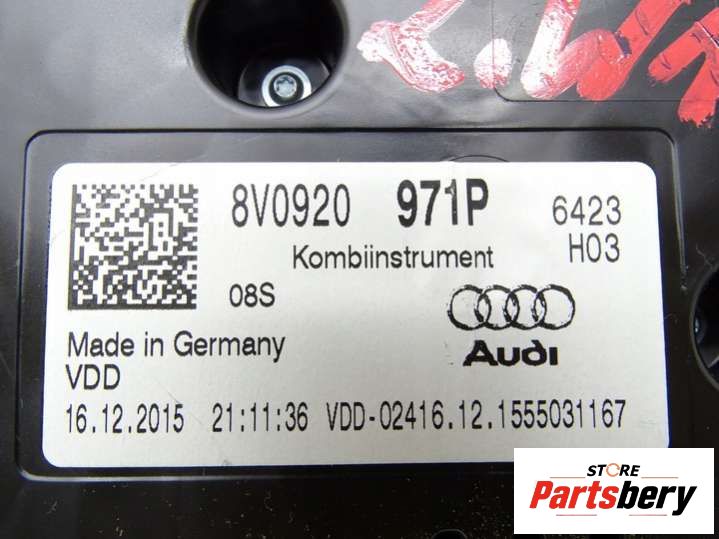 8V0920 971P 6423
Kombiinstrument H03
08S
Audi
Made in Germany
VDD
16.12.2015 21:11:36 VDD-02416.12.1555031167
STORE
Partsbery